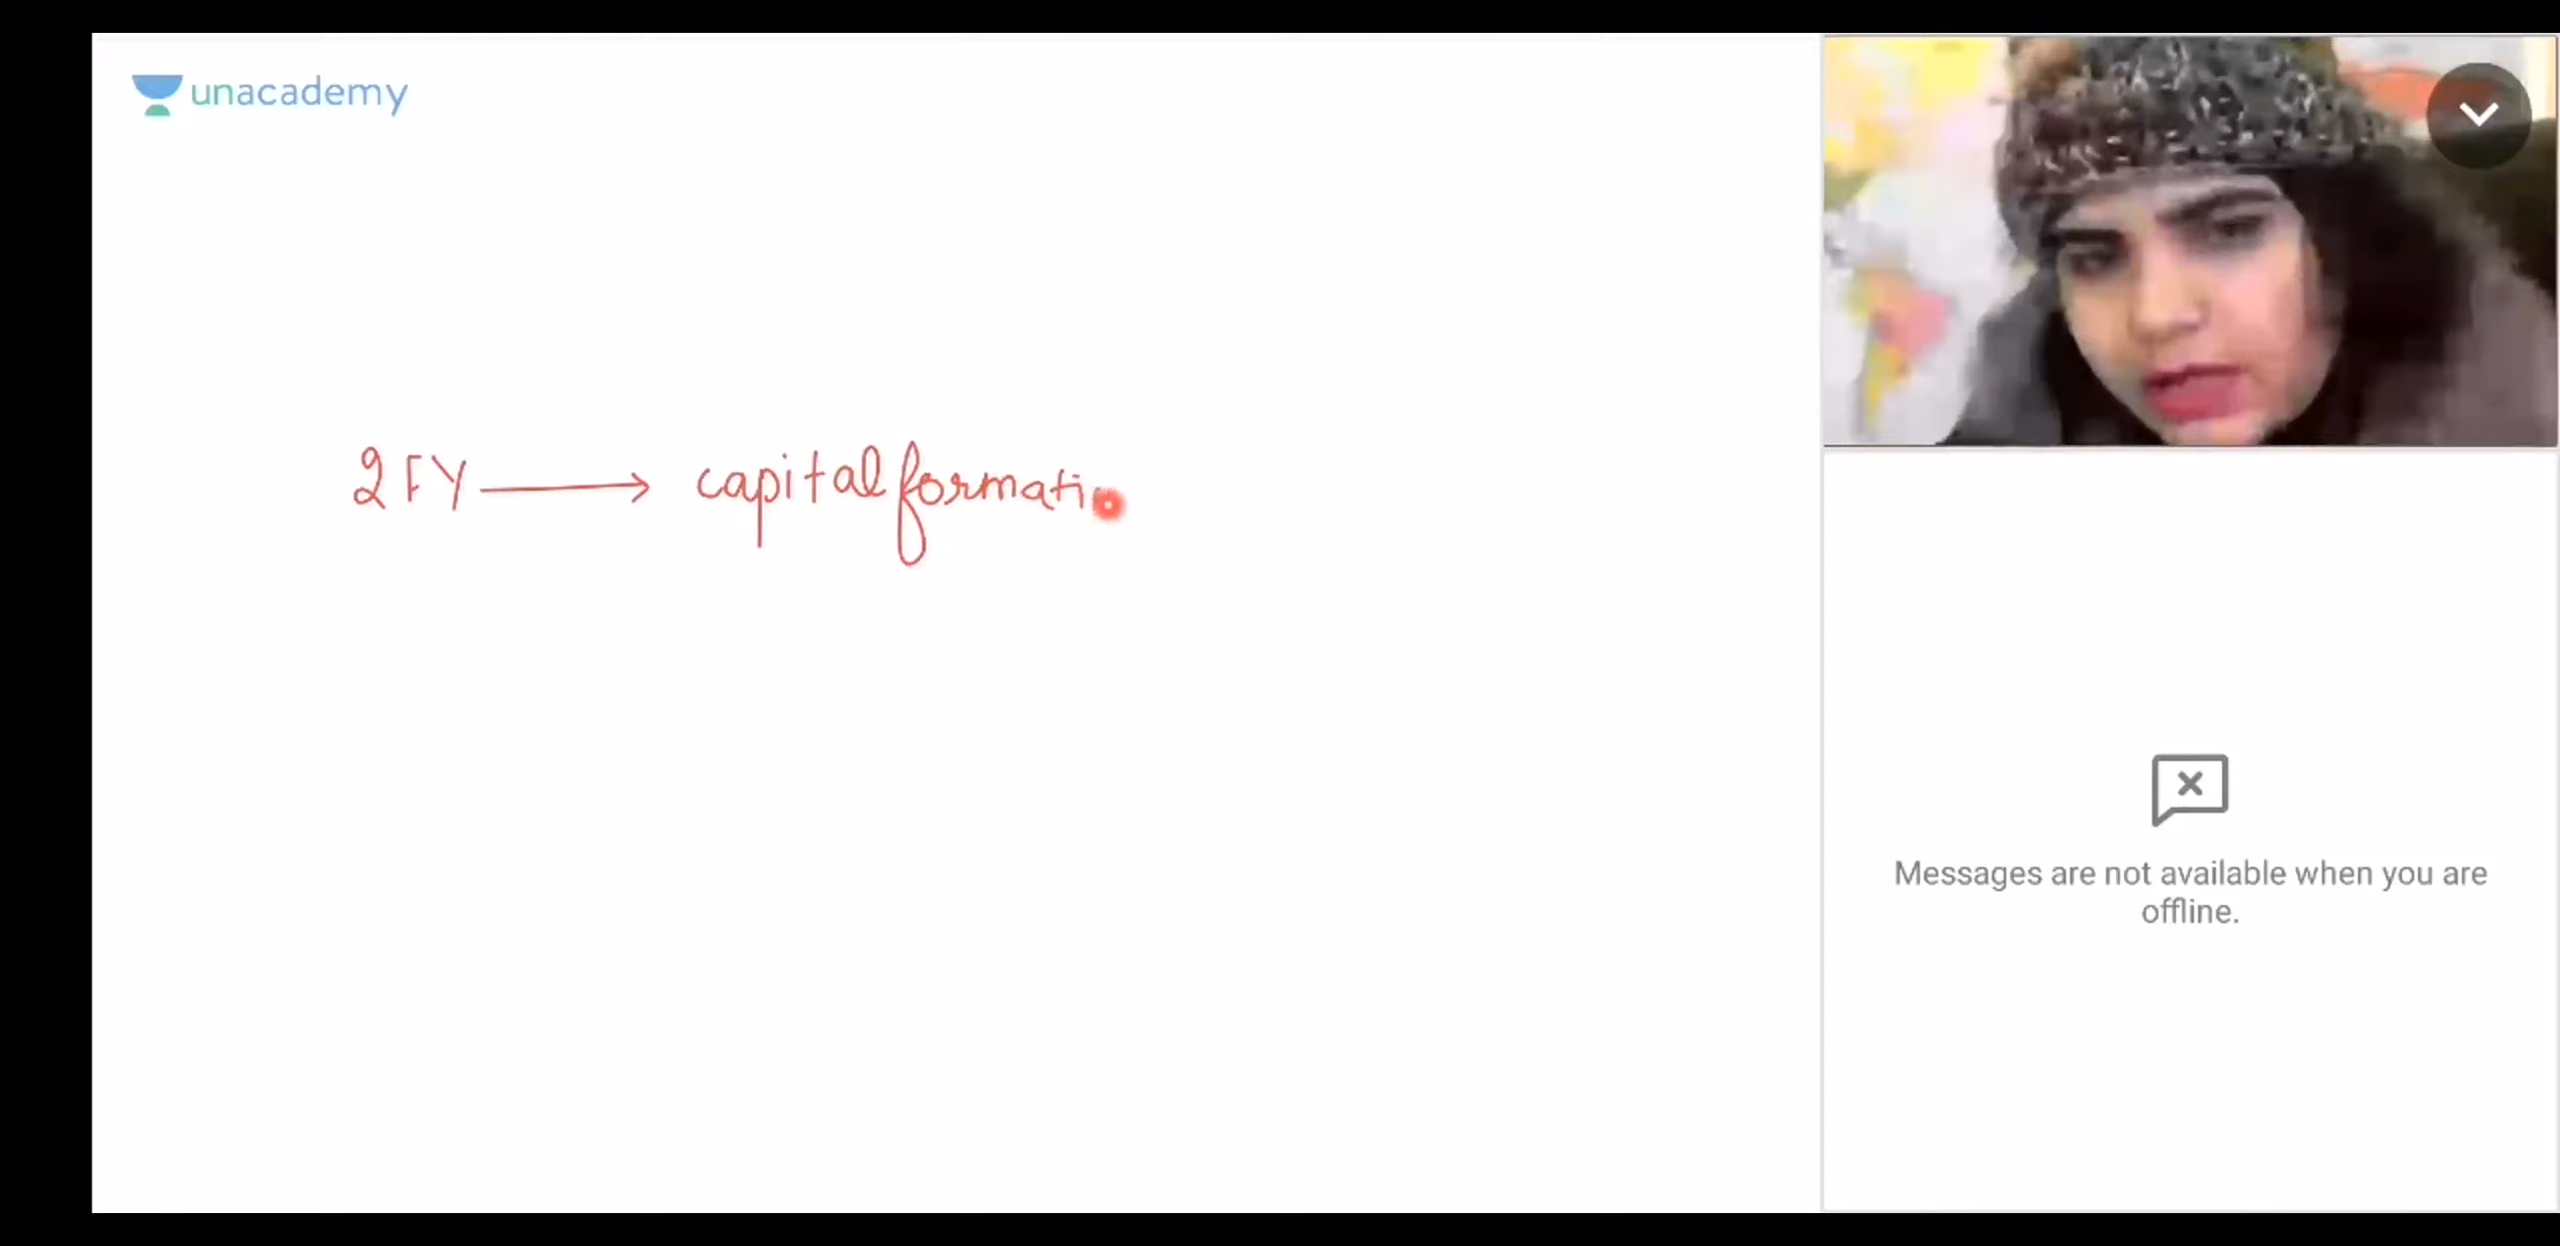 unacademy
2FY → capital formati
Messages are not available when you are
offline.